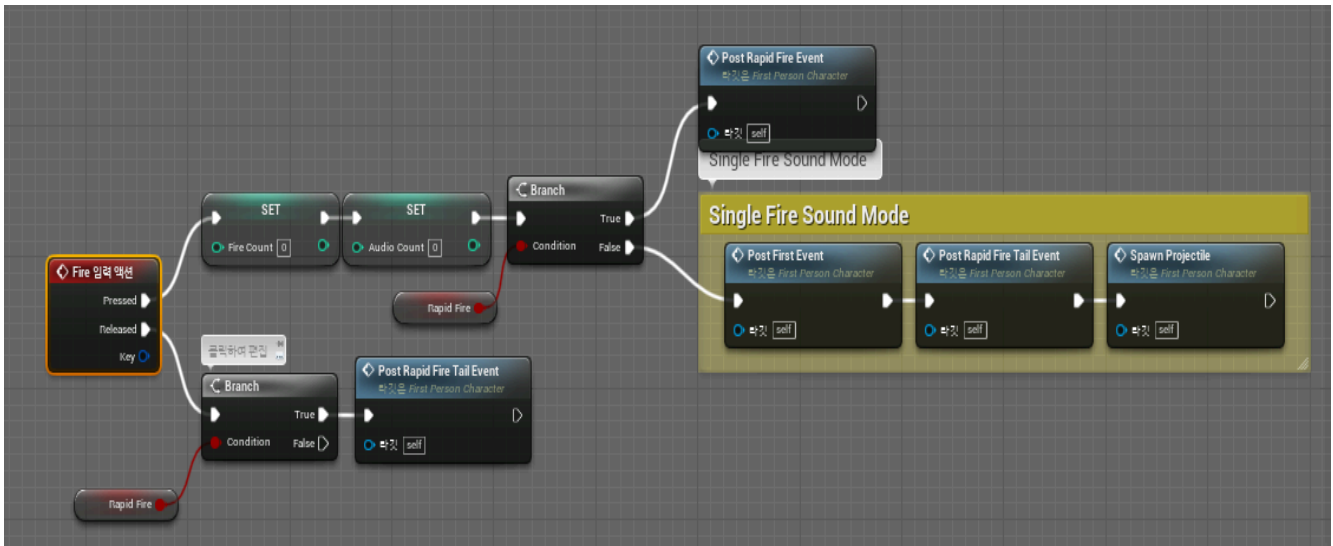 Post Rapid Fire Event
타깃은 First Person Character
타깃 self
Single Fire Sound Mode
SET
Fire Count 0
SET
Audio Count 0
Branch
True
Condition
False
Rapid Fire
Single Fire Sound Mode
Post First Event
타깃은 First Person Character
타깃 self
Post Rapid Fire Tail Event
타깃은 First Person Character
타깃 self
Spawn Projectile
타깃은 First Person Character
타깃 self
Fire 입력 액션
Pressed
Released
Key
클릭하여 편집
Branch
True
Condition
False
Post Rapid Fire Tail Event
타깃은 First Person Character
타깃 self
Rapid Fire